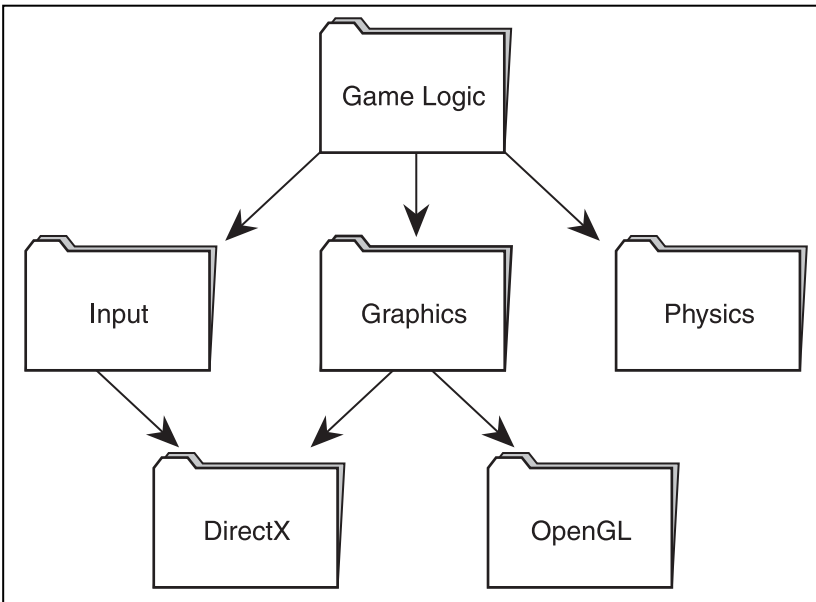 Game Logic
Input
Graphics
Physics
DirectX
OpenGL